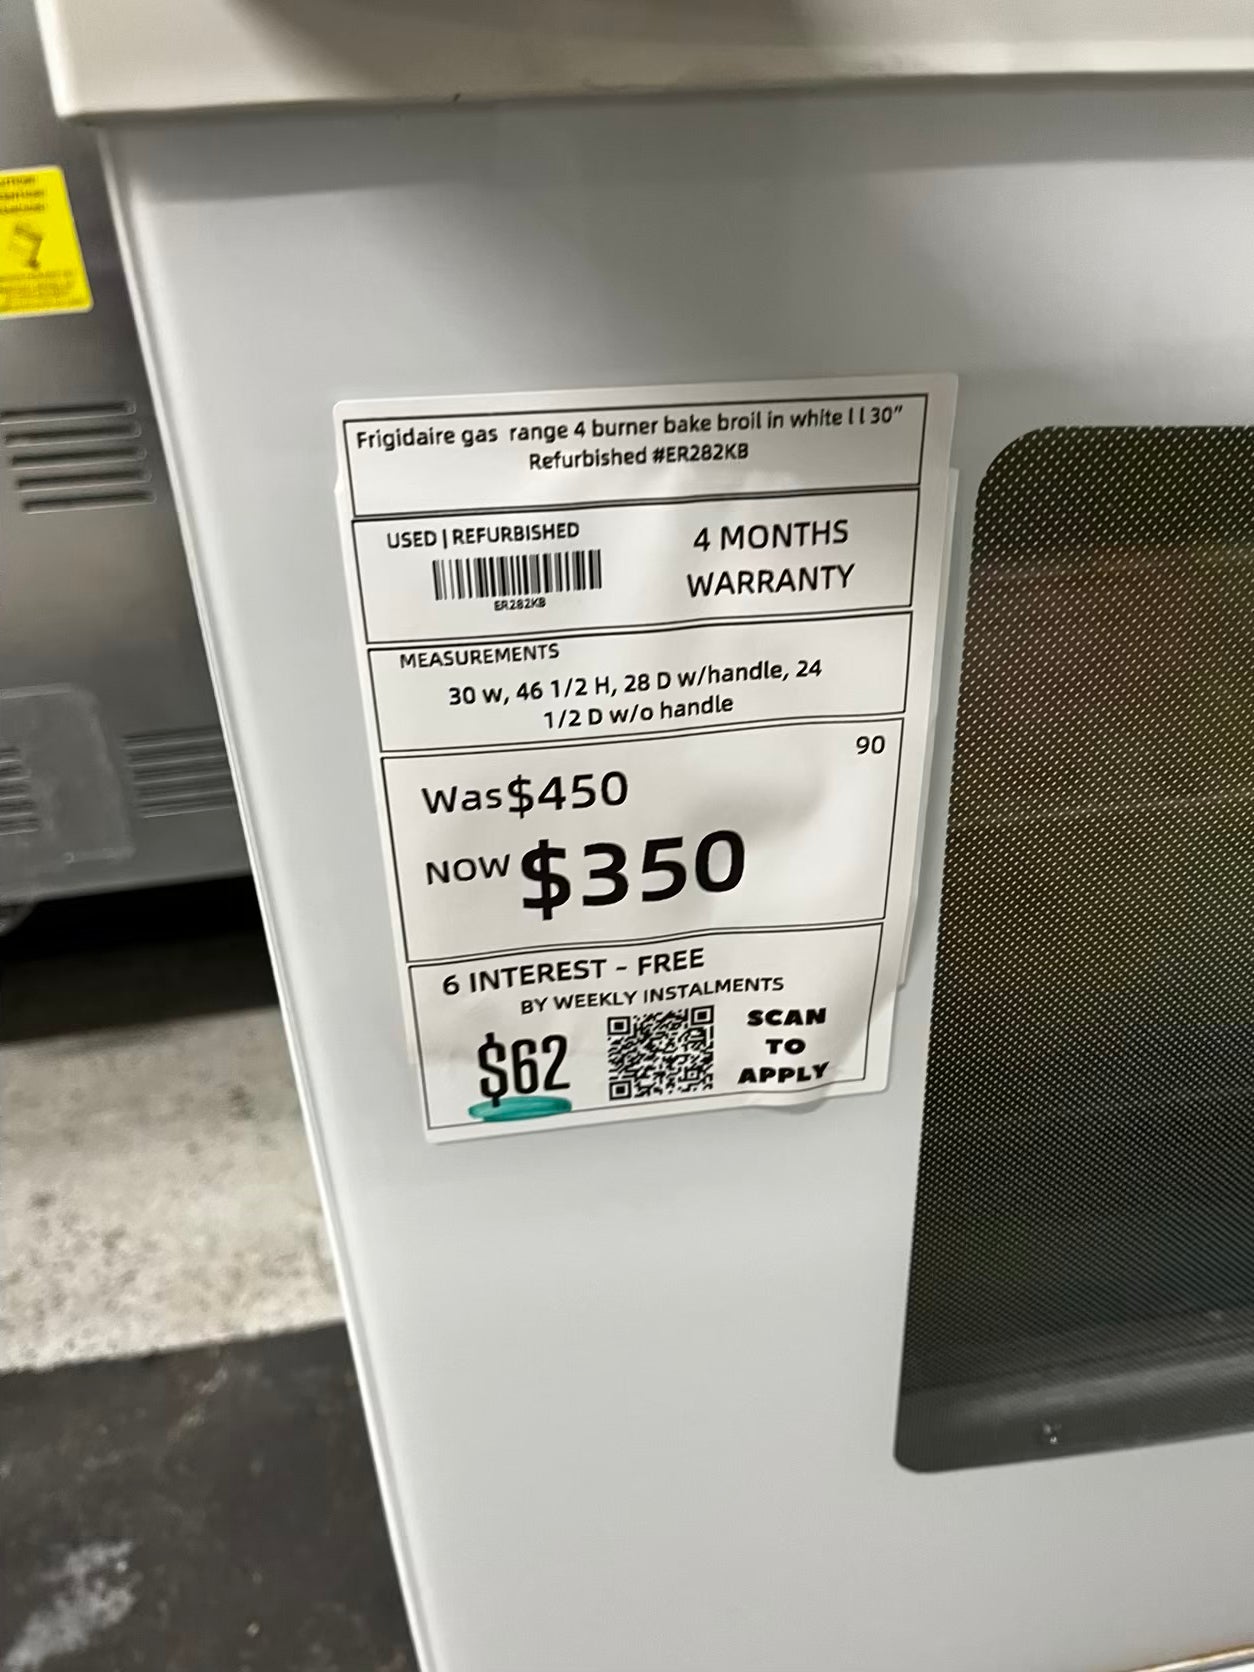 Frigidaire gas range 4 burner bake broil in white l l 30"
Refurbished #ER282KB
USED | REFURBISHED
ER282KB
4 MONTHS
WARRANTY
MEASUREMENTS
30 w, 46 1/2 H, 28 D w/handle, 24
1/2 D w/o handle
90
Was $450
NOW $350
6 INTEREST - FREE
BY WEEKLY INSTALMENTS
$62
SCAN
TO
APPLY